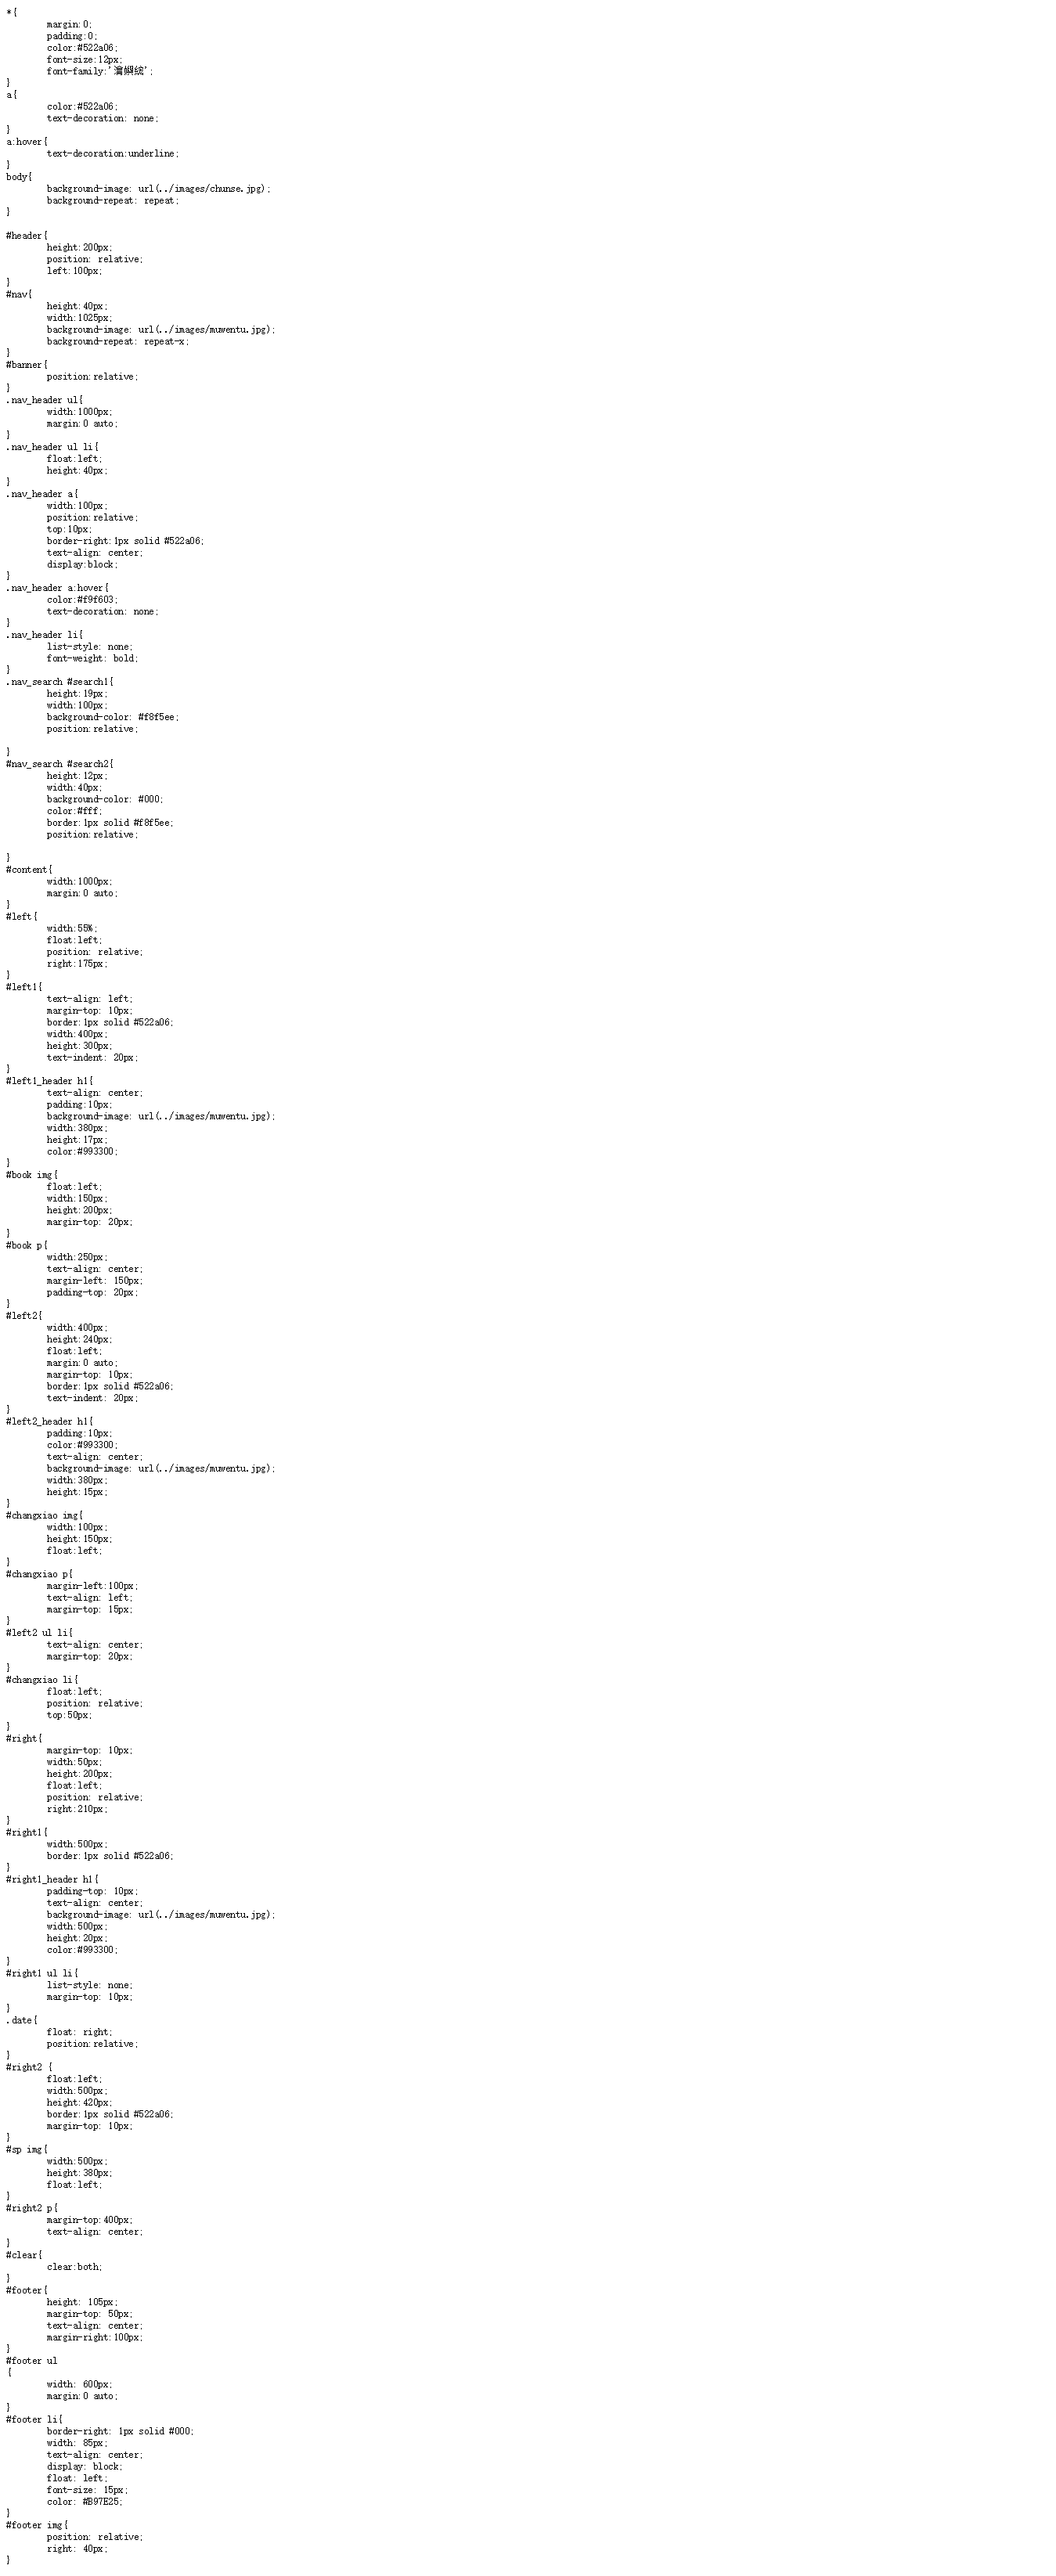 *{
margin:0;
padding:0;
color:#522a06;
font-size:12px;
font-family:'瀹嬩綋';
}
a{
color:#522a06;
text-decoration: none;
}
a:hover{
text-decoration:underline;
}
body{
background-image: url(../images/chunse.jpg);
background-repeat: repeat;
}
#header{
height:200px;
position: relative;
left:100px;
}
#nav{
height:40px;
width:1025px;
background-image: url(../images/muwentu.jpg);
background-repeat: repeat-x;
}
#banner{
position:relative;
}
.nav_header ul{
width:1000px;
margin:0 auto;
}
.nav_header ul li{
float:left;
height:40px;
}
.nav_header a{
width:100px;
position:relative;
top:10px;
border-right:1px solid #522a06;
text-align: center;
display:block;
}
.nav_header a:hover{
color:#f9f603;
text-decoration: none;
}
.nav_header li{
list-style: none;
font-weight: bold;
}
.nav_search #search1{
height:19px;
width:100px;
background-color: #f8f5ee;
position:relative;
}
#nav_search #search2{
height:12px;
width:40px;
background-color: #000;
color:#fff;
border:1px solid #f8f5ee;
position:relative;
}
#content{
width:1000px;
margin:0 auto;
}
#left{
width:55%;
float:left;
position: relative;
right:175px;
}
#left1{
text-align: left;
margin-top: 10px;
border:1px solid #522a06;
width:400px;
height:300px;
text-indent: 20px;
}
#left1_header h1{
text-align: center;
padding:10px;
background-image: url(../images/muwentu.jpg);
width:380px;
height:17px;
color:#993300;
}
#book img{
float:left;
width:150px;
height:200px;
margin-top: 20px;
}
#book p{
width:250px;
text-align: center;
margin-left: 150px;
padding-top: 20px;
}
#left2{
width:400px;
height:240px;
float:left;
margin:0 auto;
margin-top: 10px;
border:1px solid #522a06;
text-indent: 20px;
}
#left2_header h1{
padding:10px;
color:#993300;
text-align: center;
background-image: url(../images/muwentu.jpg);
width:380px;
height:15px;
}
#changxiao img{
width:100px;
height:150px;
float:left;
}
#changxiao p{
margin-left:100px;
text-align: left;
margin-top: 15px;
}
#left2 ul li{
text-align: center;
margin-top: 20px;
}
#changxiao li{
float:left;
position: relative;
top:50px;
}
#right{
margin-top: 10px;
width:50px;
height:200px;
float:left;
position: relative;
right:210px;
}
#right1{
width:500px;
border:1px solid #522a06;
}
#right1_header h1{
padding-top: 10px;
text-align: center;
background-image: url(../images/muwentu.jpg);
width:500px;
height:20px;
color:#993300;
}
#right1 ul li{
list-style: none;
margin-top: 10px;
}
.date{
float: right;
position:relative;
}
#right2 {
float:left;
width:500px;
height:420px;
border:1px solid #522a06;
margin-top: 10px;
}
#sp img{
width:500px;
height:380px;
float:left;
}
#right2 p{
margin-top:400px;
text-align: center;
}
#clear{
clear:both;
}
#footer{
height: 105px;
margin-top: 50px;
text-align: center;
margin-right:100px;
}
#footer ul
{
width: 600px;
margin:0 auto;
}
#footer li{
border-right: 1px solid #000;
width: 85px;
text-align: center;
display: block;
float: left;
font-size: 15px;
color: #B97E25;
}
#footer img{
position: relative;
right: 40px;
}